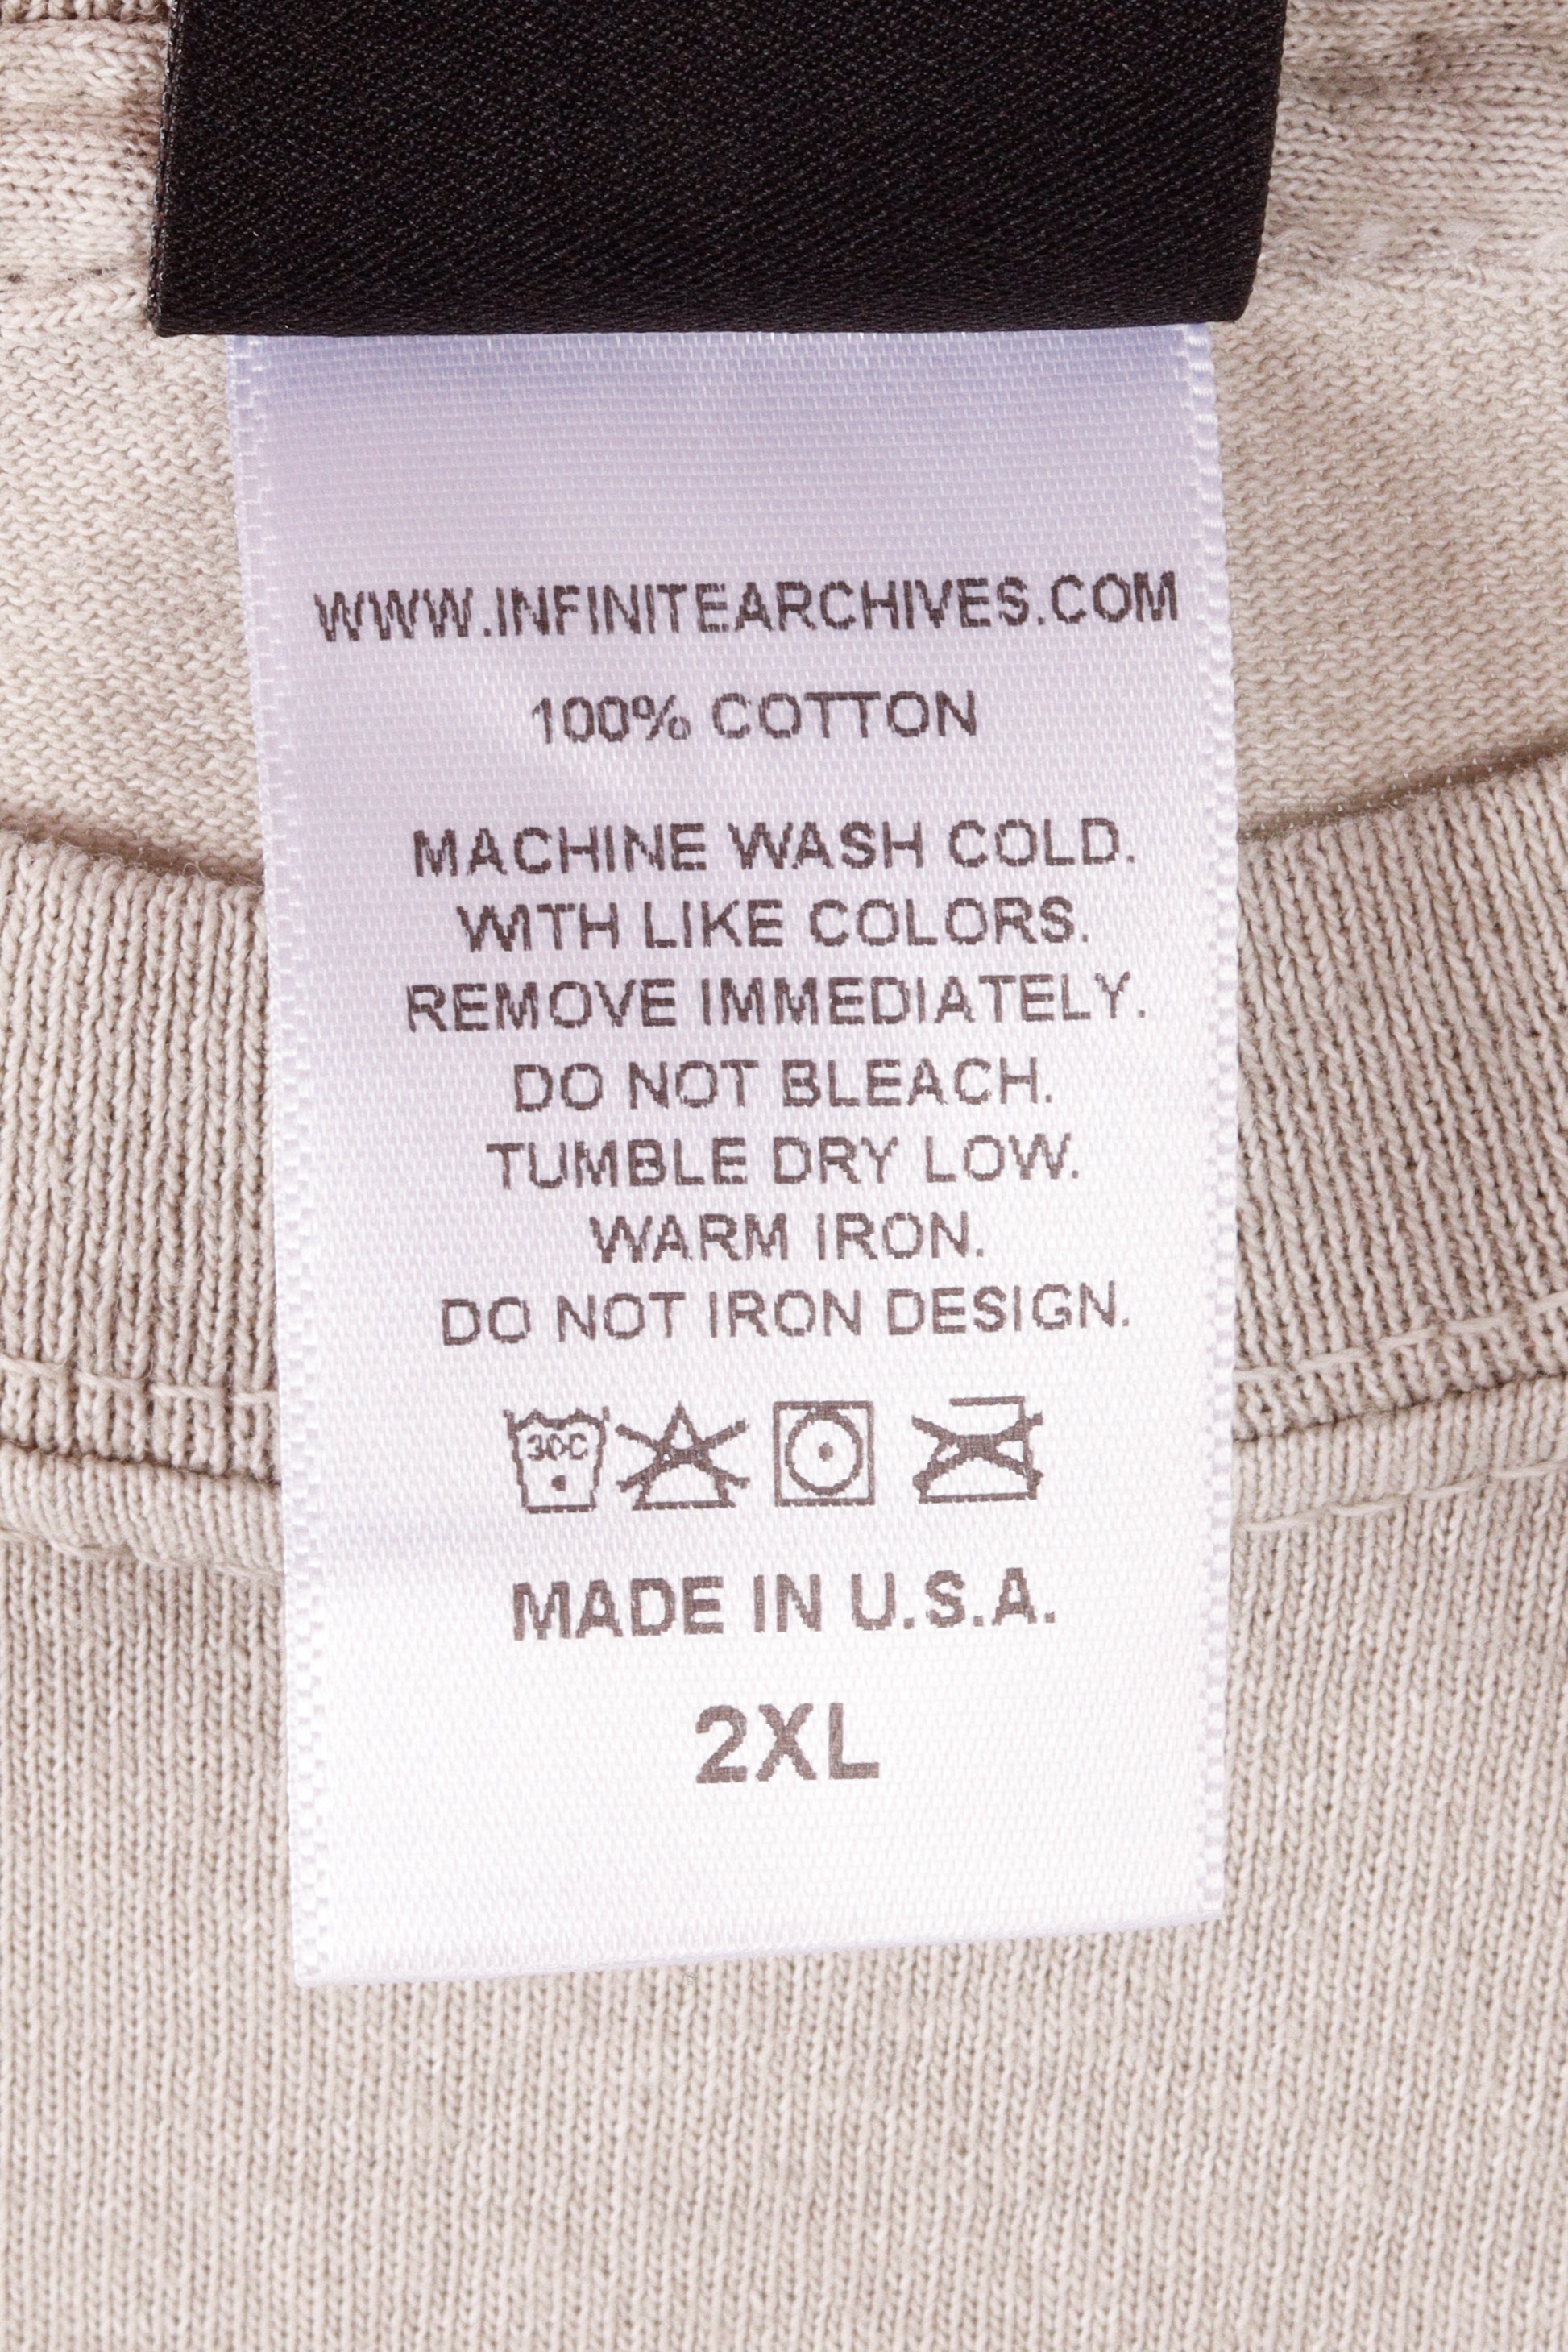 WWW.INFINITEARCHIVES.COM
100% COTTON
MACHINE WASH COLD.
WITH LIKE COLORS.
REMOVE IMMEDIATELY.
DO NOT BLEACH.
TUMBLE DRY LOW.
WARM IRON.
DO NOT IRON DESIGN.
30C
MADE IN U.S.A.
2XL